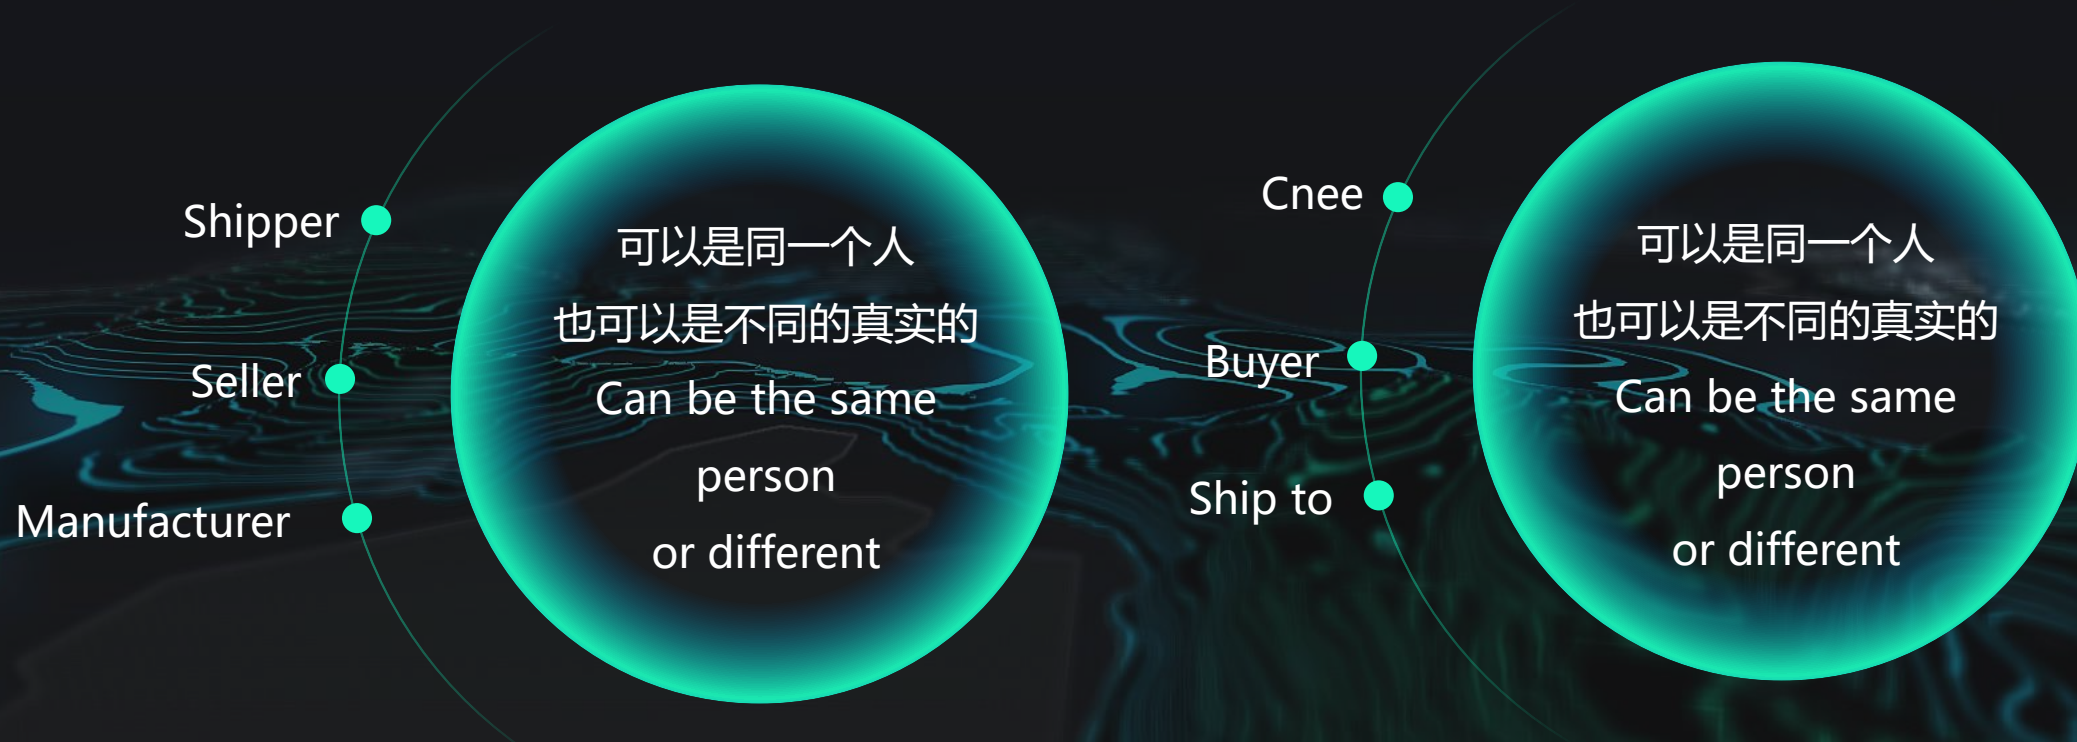 Shipper
Seller
Manufacturer
可以是同一个人
也可以是不同的真实的
Can be the same
person
or different
Cnee
Buyer
Ship to
可以是同一个人
也可以是不同的真实的
Can be the same
person
or different